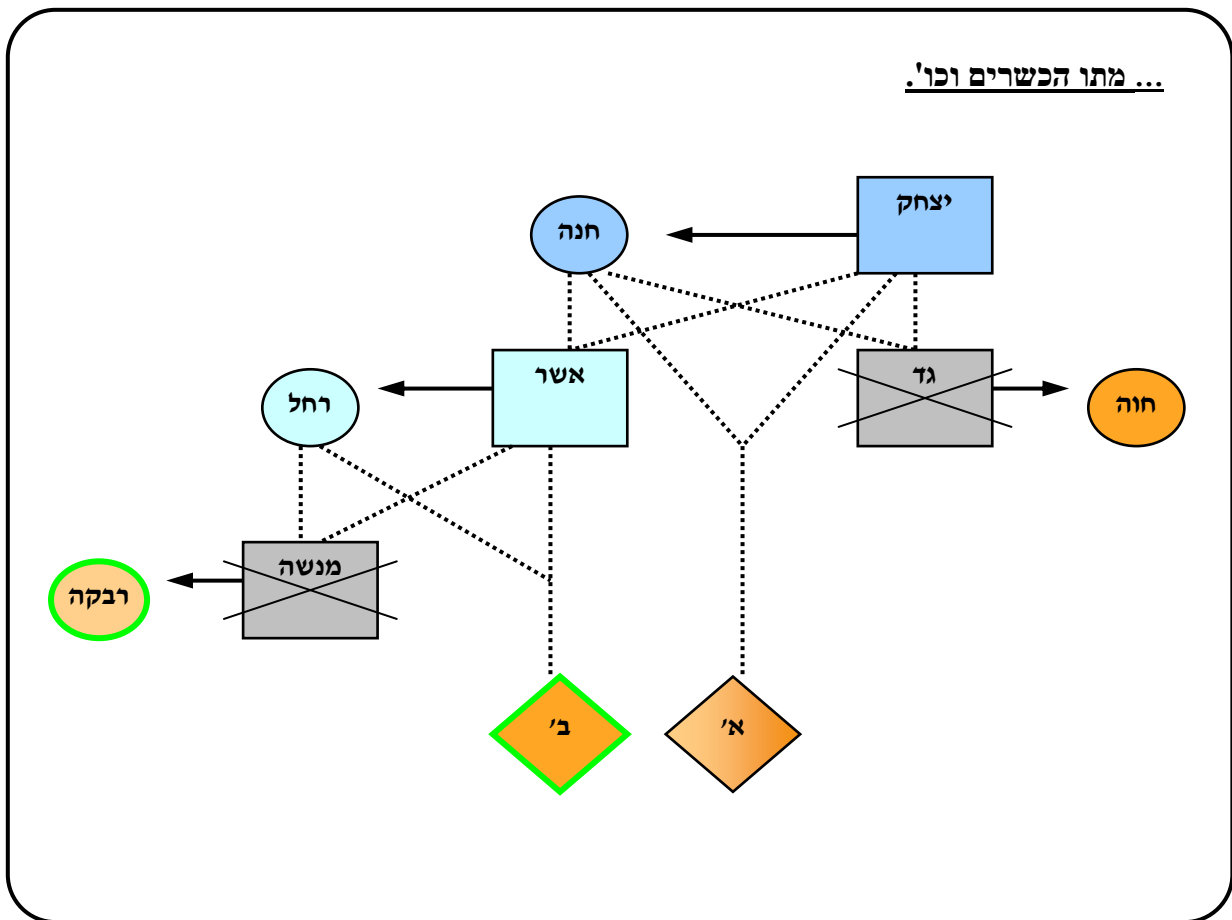 ... מתו הכשרים וכו'.
יצחק
חנה
גד
אשר
חוה
רחל
מנשה
רבקה
א'
ב'